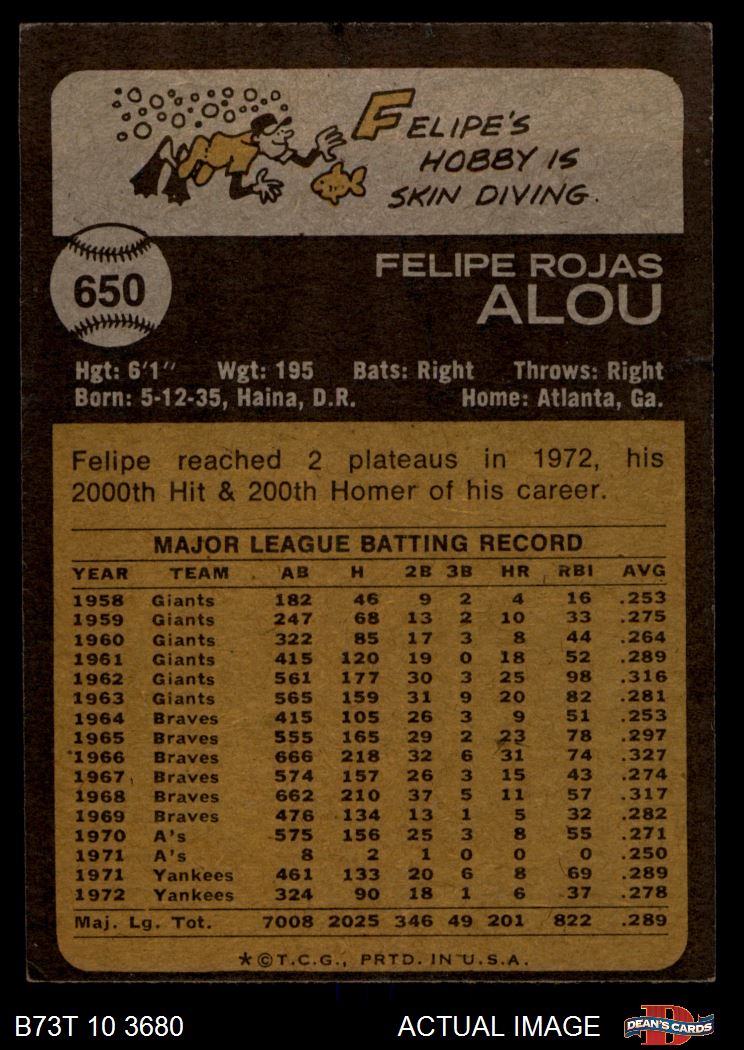 FELIPE'S
HOBBY IS
SKIN DIVING.
650
FELIPE ROJAS
ALOU
Hgt: 6'1" Wgt: 195 Bats: Right Throws: Right
Born: 5-12-35, Haina, D.R. Home: Atlanta, Ga.
Felipe reached 2 plateaus in 1972, his
2000th Hit & 200th Homer of his career.
MAJOR LEAGUE BATTING RECORD
YEAR TEAM AB H 2B 3B HR RBI AVG
1958 Giants 182 46 9 2 4 16 .253
1959 Giants 247 68 13 2 10 33 .275
1960 Giants 322 85 17 3 8 44 .264
1961 Giants 415 120 19 0 18 52 .289
1962 Giants 561 177 30 3 25 98 .316
1963 Giants 565 159 31 9 20 82 .281
1964 Braves 415 105 26 3 9 51 .253
1965 Braves 555 165 29 2 23 78 .297
1966 Braves 666 218 32 6 31 74 .327
1967 Braves 574 157 26 3 15 43 .274
1968 Braves 662 210 37 5 11 57 .317
1969 Braves 476 134 13 1 5 32 .282
1970 A's 575 156 25 3 8 55 .271
1971 A's 8 2 1 0 0 0 .250
1971 Yankees 461 133 20 6 8 69 .289
1972 Yankees 324 90 18 1 6 37 .278
Maj. Lg. Tot. 7008 2025 346 49 201 822 .289
*©T.C.G., PRTD. IN U.S.A.
B73T 10 3680 ACTUAL IMAGE DEAN'S CARDS